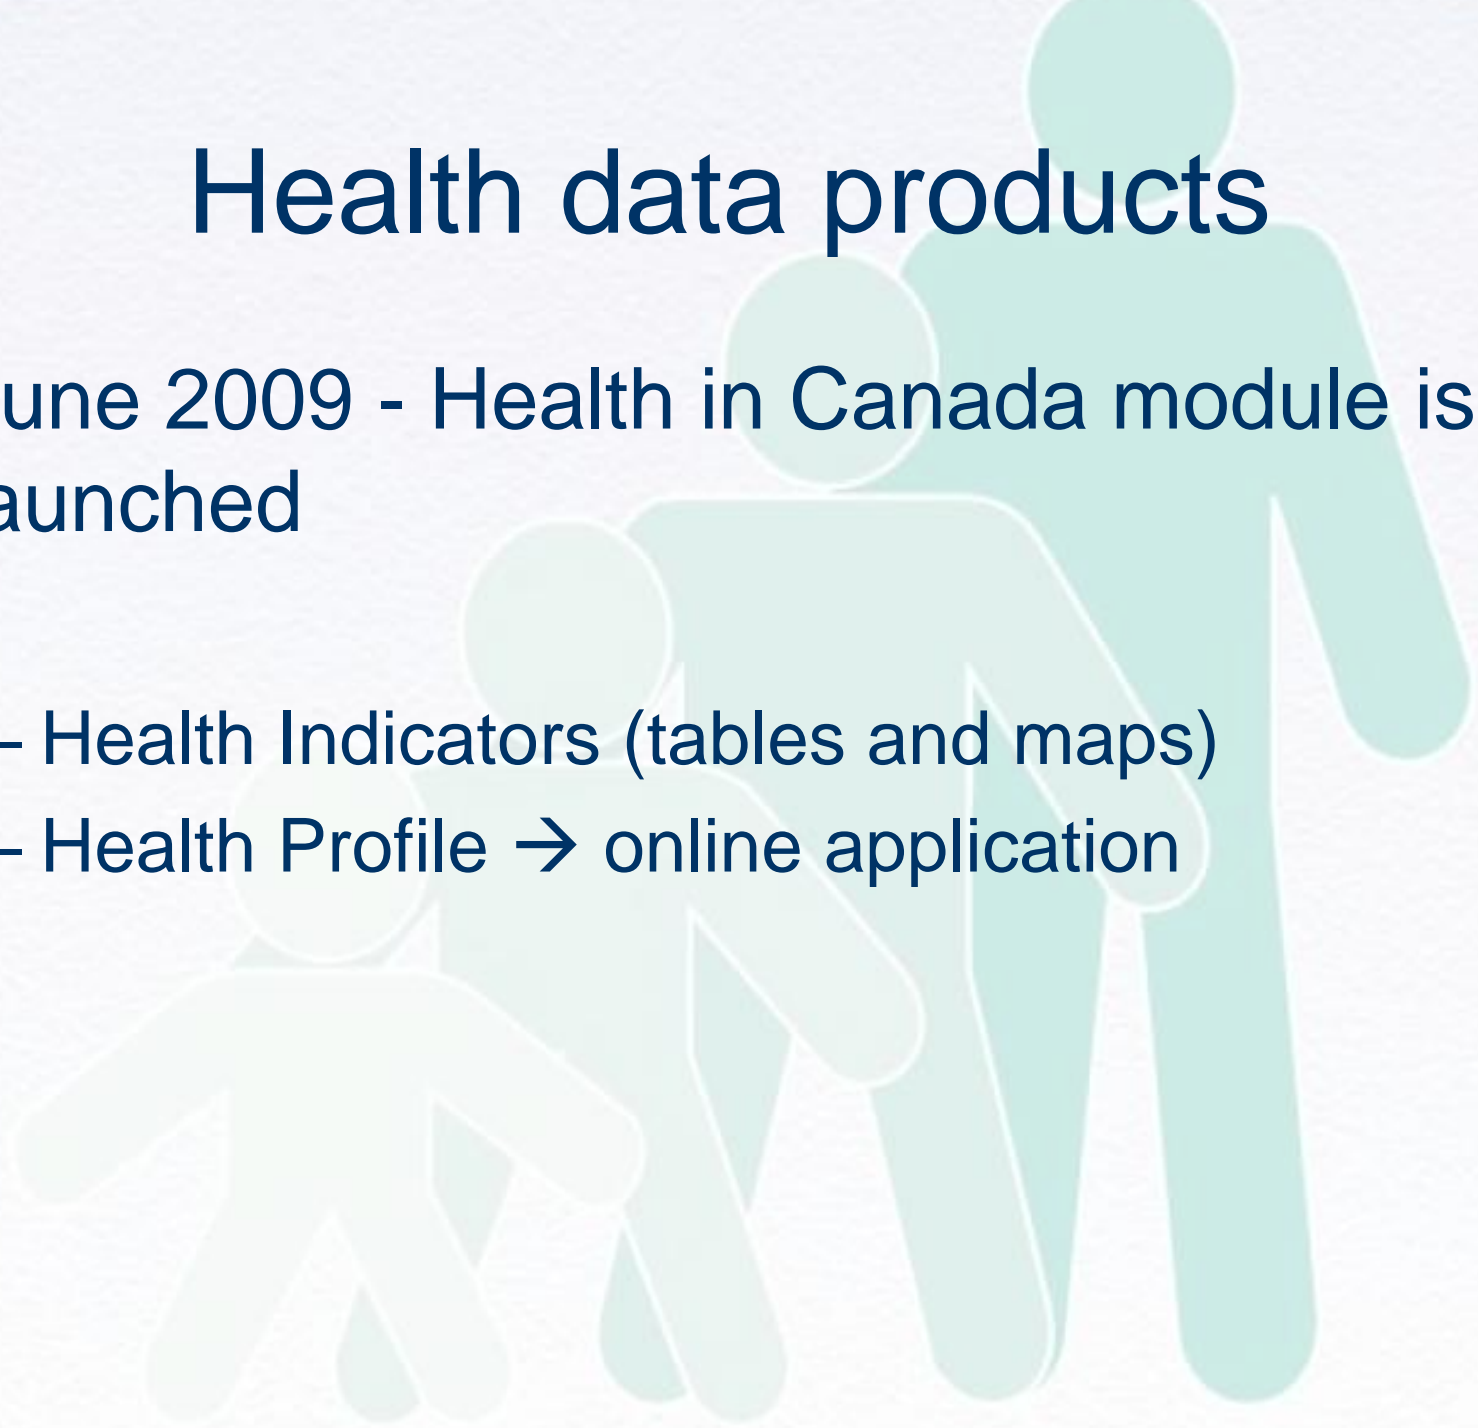 Health data products
une 2009 - Health in Canada module is
aunched
– Health Indicators (tables and maps)
– Health Profile → online application